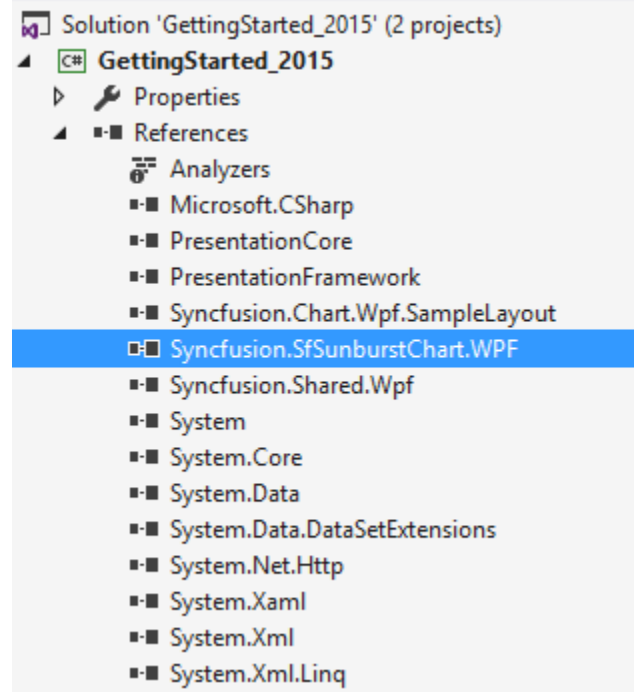 Solution 'GettingStarted_2015' (2 projects)
C# GettingStarted_2015
Properties
References
Analyzers
Microsoft.CSharp
PresentationCore
PresentationFramework
Syncfusion.Chart.Wpf.SampleLayout
Syncfusion.SfSunburstChart.WPF
Syncfusion.Shared.Wpf
System
System.Core
System.Data
System.Data.DataSetExtensions
System.Net.Http
System.Xaml
System.Xml
System.Xml.Linq